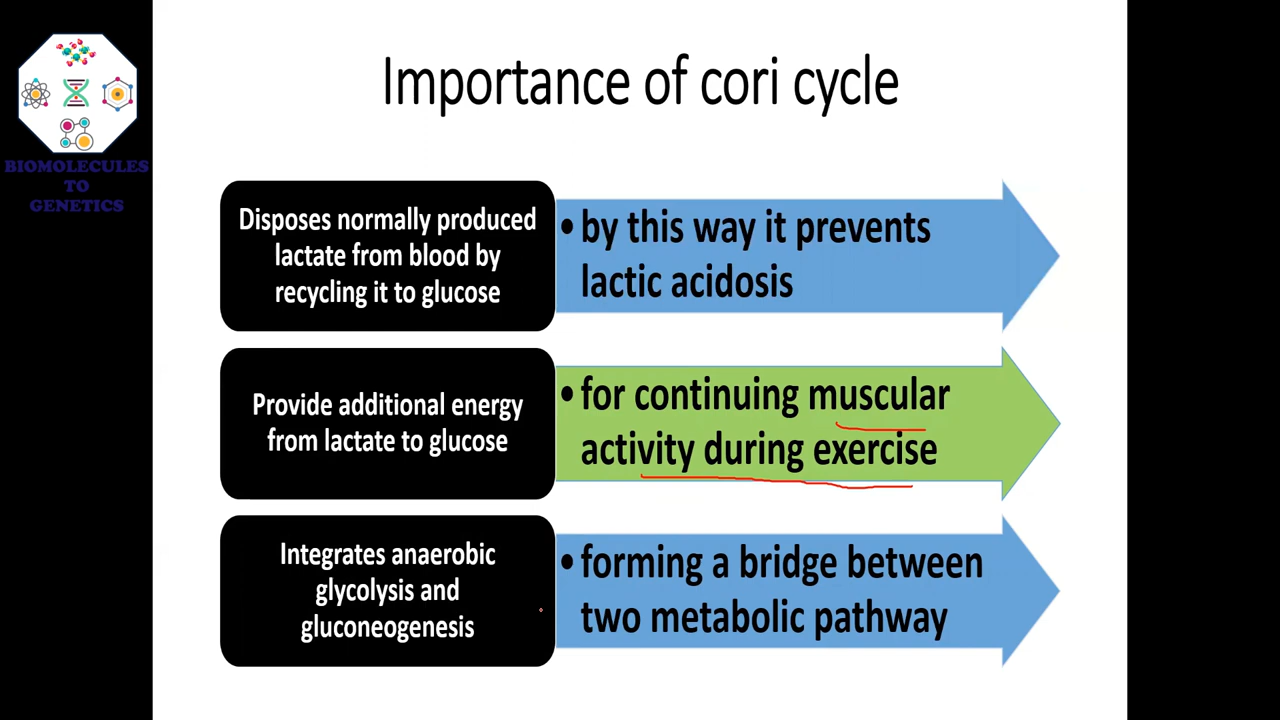 BIOMOLECULES
TO
GENETICS
Importance of cori cycle
Disposes normally produced
lactate from blood by
recycling it to glucose
• by this way it prevents
lactic acidosis
Provide additional energy
from lactate to glucose
• for continuing muscular
activity during exercise
Integrates anaerobic
glycolysis and
gluconeogenesis
• forming a bridge between
two metabolic pathway